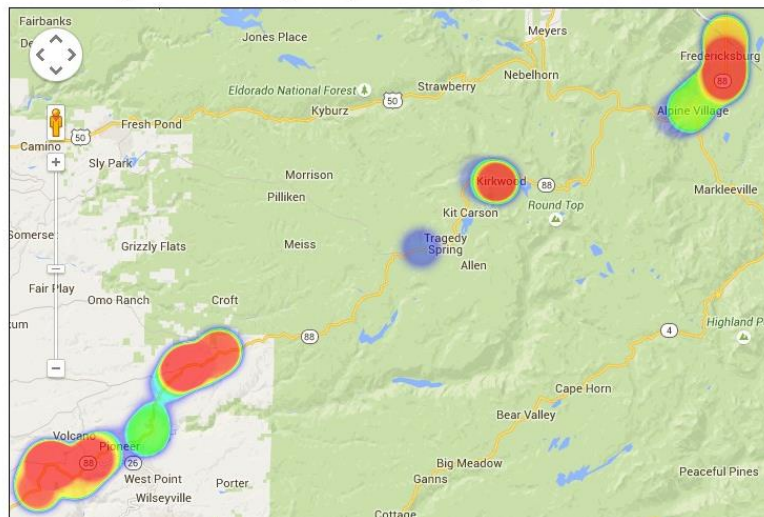 Fairbanks
Jones Place
Meyers
Fredericksburg
Nebelhorn
88
Eldorado National Forest
Strawberry
50
Kyburz
Alpine Village
Fresh Pond
50
Camino
Sly Park
Morrison
Kirkwood
88
Markleeville
Pilliken
Round Top
Kit Carson
Somerse
Grizzly Flats
Meiss
Tragedy
Spring
Allen
Fair Play
Omo Ranch
Croft
tum
88
4
Highland P
Cape Horn
Bear Valley
Volcano
Pioneer
88
26
Big Meadow
West Point
Porter
Ganns
Peaceful Pines
Wilseyville
Cottage